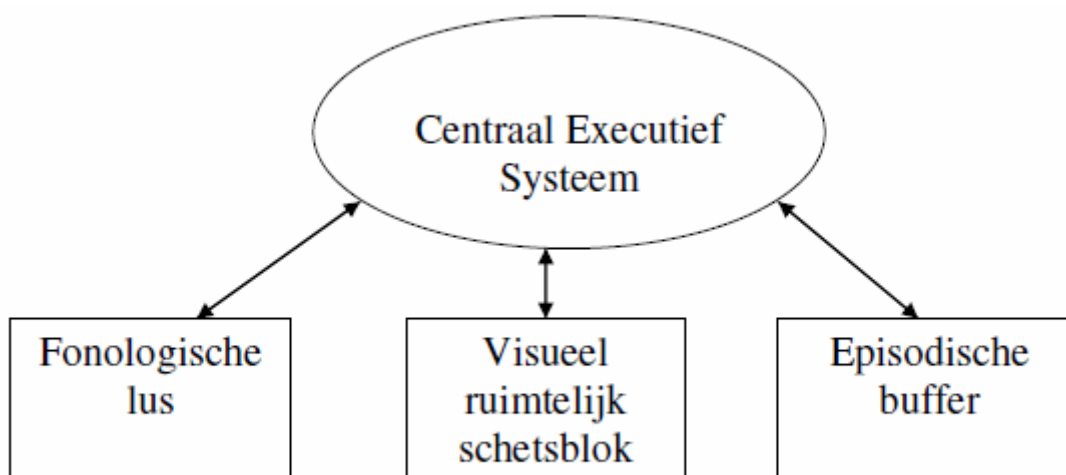 Centraal Executief
Systeem
Fonologische
lus
Visueel
ruimtelijk
schetsblok
Episodische
buffer